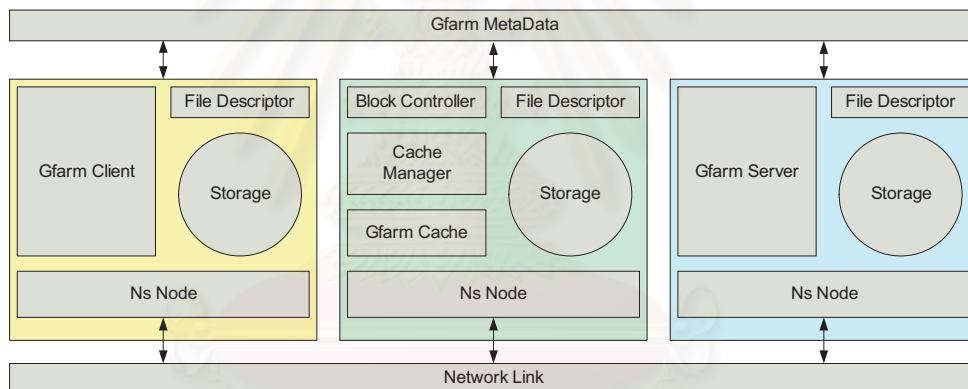 Gfarm MetaData
File Descriptor
Gfarm Client
Storage
Ns Node
Block Controller
File Descriptor
Cache
Manager
Storage
Gfarm Cache
Ns Node
File Descriptor
Gfarm Server
Storage
Ns Node
Network Link